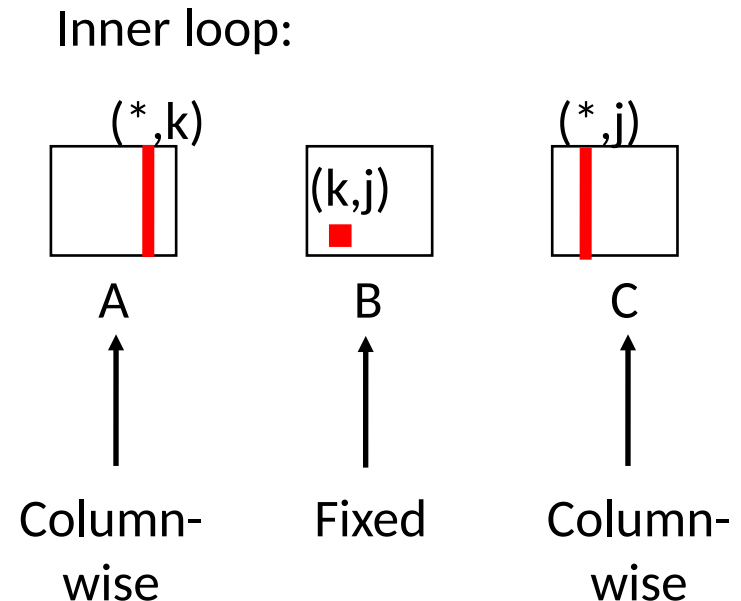 Inner loop:
(*,k)
(k,j)
(*,j)
A
B
C
Column-
wise
Fixed
Column-
wise